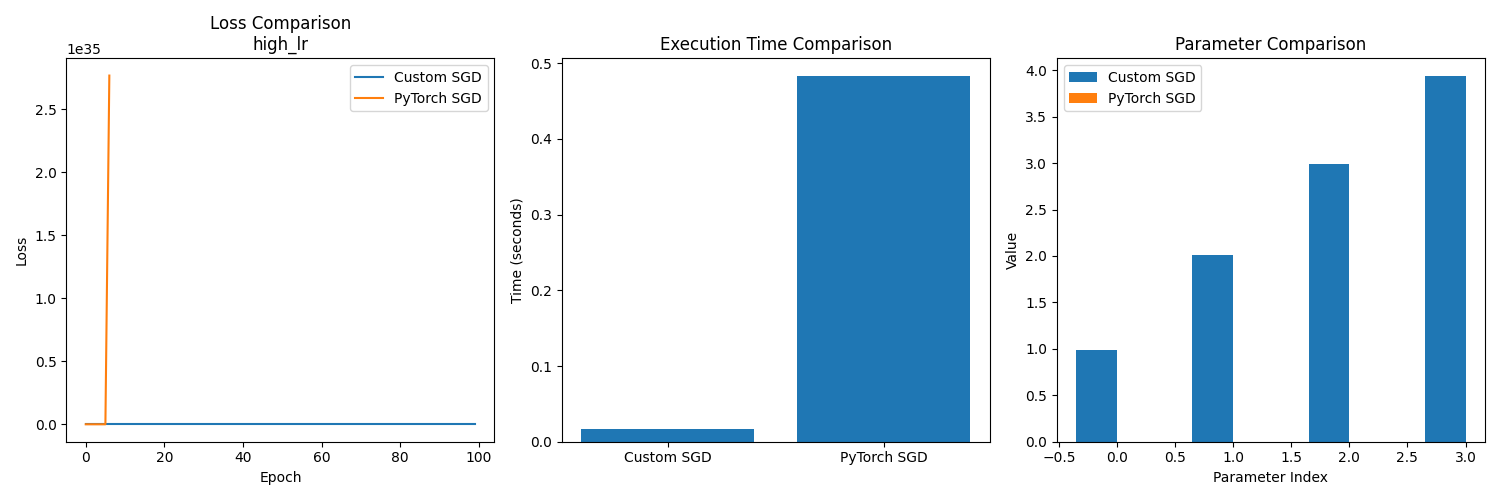 Loss Comparison
high_lr
1e35
2.5
2.0
1.5
1.0
0.5
0.0
Loss
0 20 40 60 80 100
Epoch
Custom SGD
PyTorch SGD
Execution Time Comparison
0.5
0.4
0.3
0.2
0.1
0.0
Time (seconds)
Custom SGD PyTorch SGD
Parameter Comparison
4.0
3.5
3.0
2.5
2.0
1.5
1.0
0.5
0.0
Value
−0.5 0.0 0.5 1.0 1.5 2.0 2.5 3.0
Parameter Index
Custom SGD
PyTorch SGD